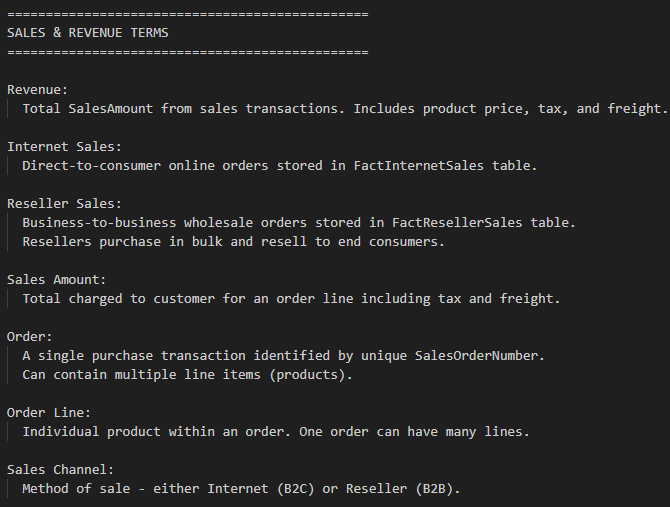 ===============================================
SALES & REVENUE TERMS
===============================================
Revenue:
Total SalesAmount from sales transactions. Includes product price, tax, and freight.
Internet Sales:
Direct-to-consumer online orders stored in FactInternetSales table.
Reseller Sales:
Business-to-business wholesale orders stored in FactResellerSales table.
Resellers purchase in bulk and resell to end consumers.
Sales Amount:
Total charged to customer for an order line including tax and freight.
Order:
A single purchase transaction identified by unique SalesOrderNumber.
Can contain multiple line items (products).
Order Line:
Individual product within an order. One order can have many lines.
Sales Channel:
Method of sale - either Internet (B2C) or Reseller (B2B).